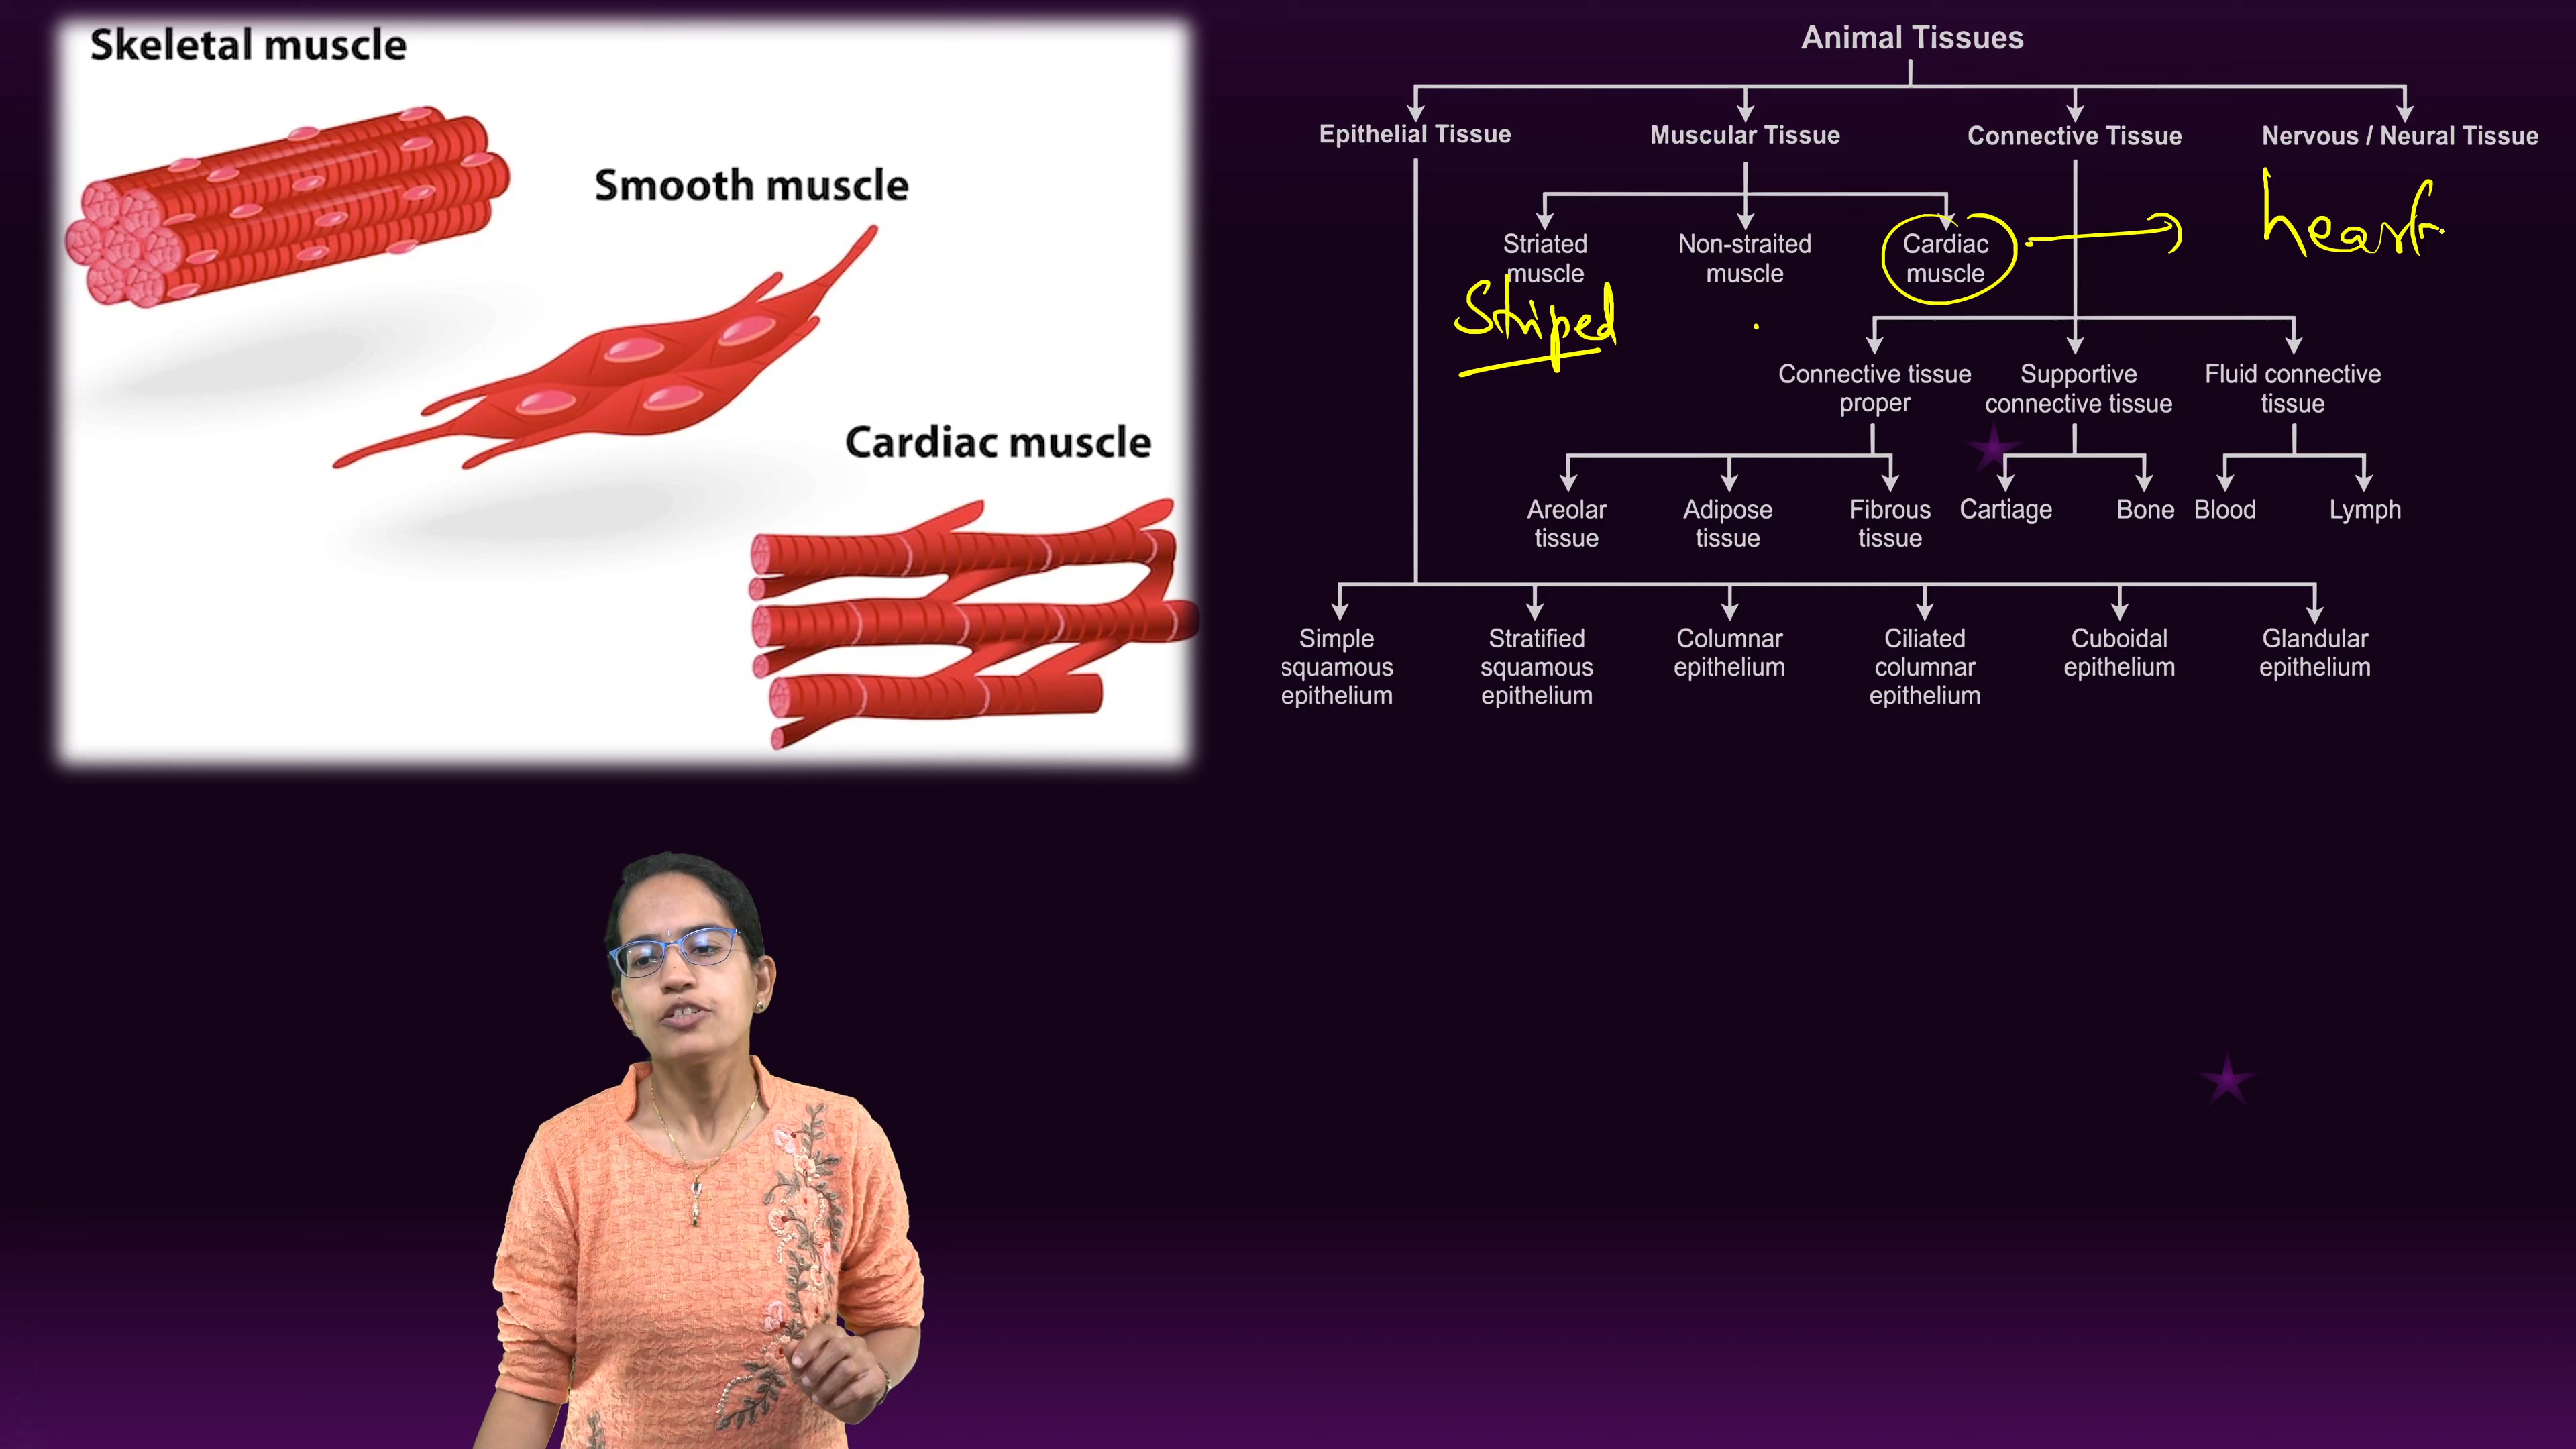 Skeletal muscle
Smooth muscle
Cardiac muscle
Animal Tissues
Epithelial Tissue
Muscular Tissue
Connective Tissue
Nervous / Neural Tissue
Striated
muscle
Non-straited
muscle
Cardiac
muscle
heart
Striped
Connective tissue
proper
Supportive
connective tissue
Fluid connective
tissue
Areolar
tissue
Adipose
tissue
Fibrous
tissue
Cartiage
Bone
Blood
Lymph
Simple
squamous
epithelium
Stratified
squamous
epithelium
Columnar
epithelium
Ciliated
columnar
epithelium
Cuboidal
epithelium
Glandular
epithelium